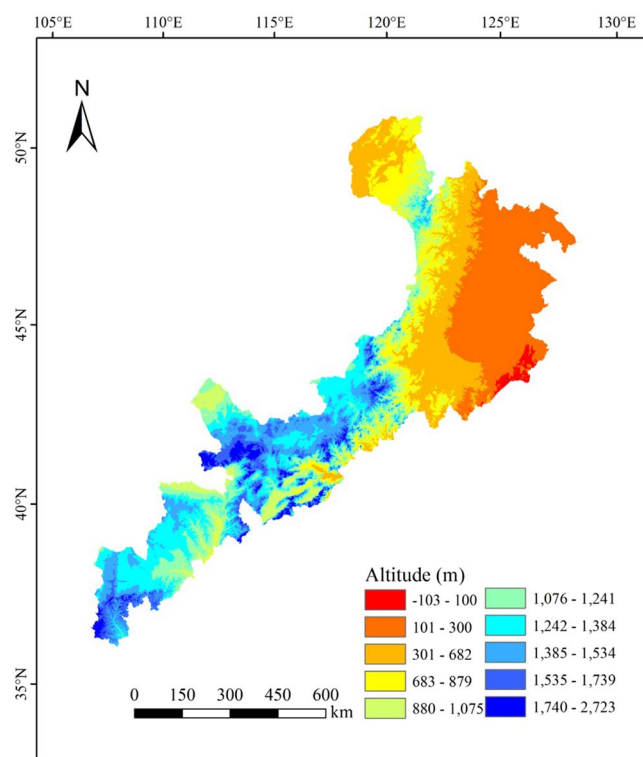 105°E 110°E 115°E 120°E 125°E 130°E
N
50°N
45°N
40°N
35°N
Altitude (m)
-103 - 100
101 - 300
301 - 682
683 - 879
880 - 1,075
1,076 - 1,241
1,242 - 1,384
1,385 - 1,534
1,535 - 1,739
1,740 - 2,723
0 150 300 450 600
km